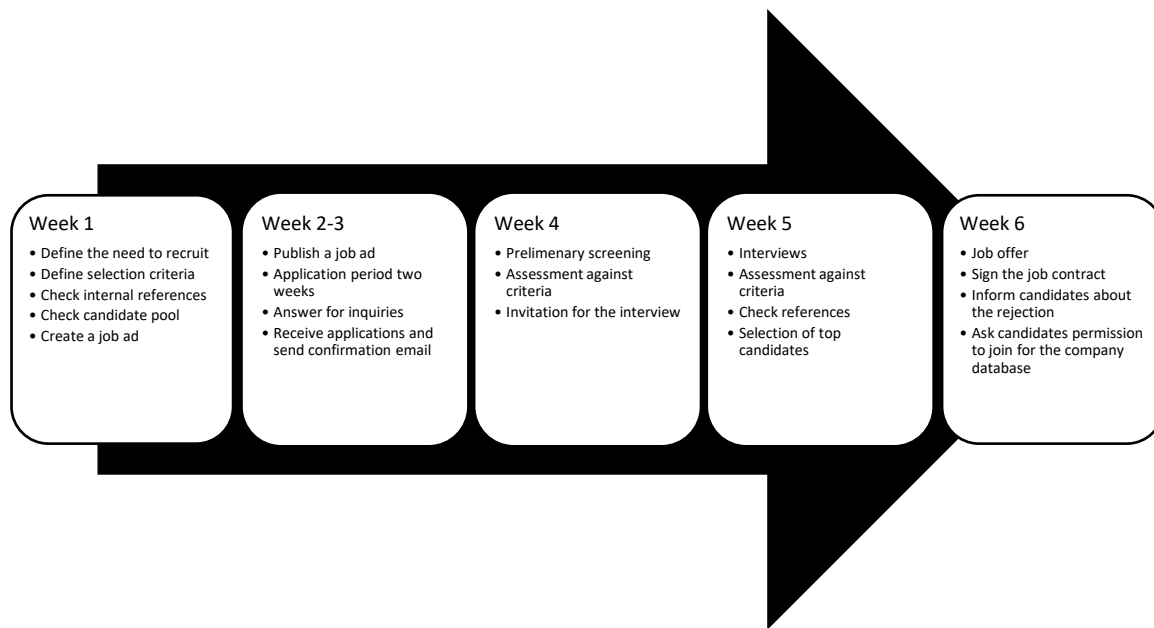 Week 1
• Define the need to recruit
• Define selection criteria
• Check internal references
• Check candidate pool
• Create a job ad
Week 2-3
• Publish a job ad
• Application period two
weeks
• Answer for inquiries
• Receive applications and
send confirmation email
Week 4
• Prelimenary screening
• Assessment against
criteria
• Invitation for the interview
Week 5
• Interviews
• Assessment against
criteria
• Check references
• Selection of top
candidates
Week 6
• Job offer
• Sign the job contract
• Inform candidates about
the rejection
• Ask candidates permission
to join for the company
database